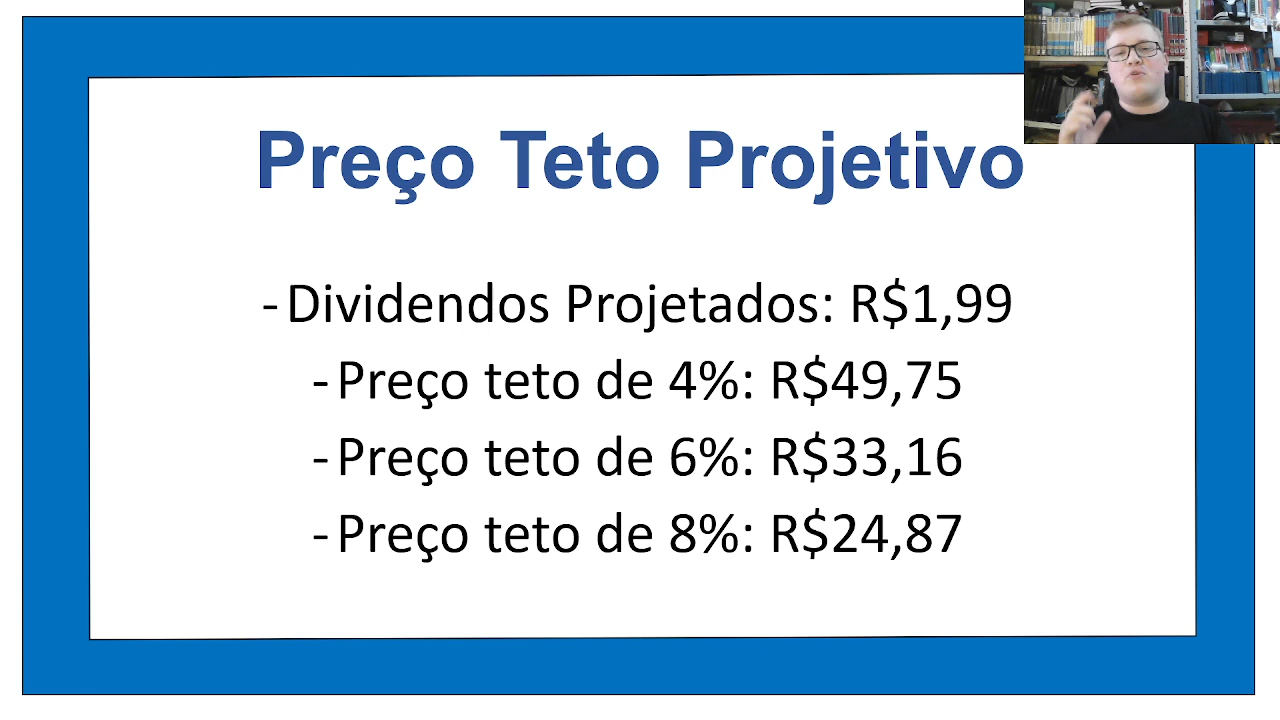 Preço Teto Projetivo
- Dividendos Projetados: R$1,99
- Preço teto de 4%: R$49,75
- Preço teto de 6%: R$33,16
- Preço teto de 8%: R$24,87